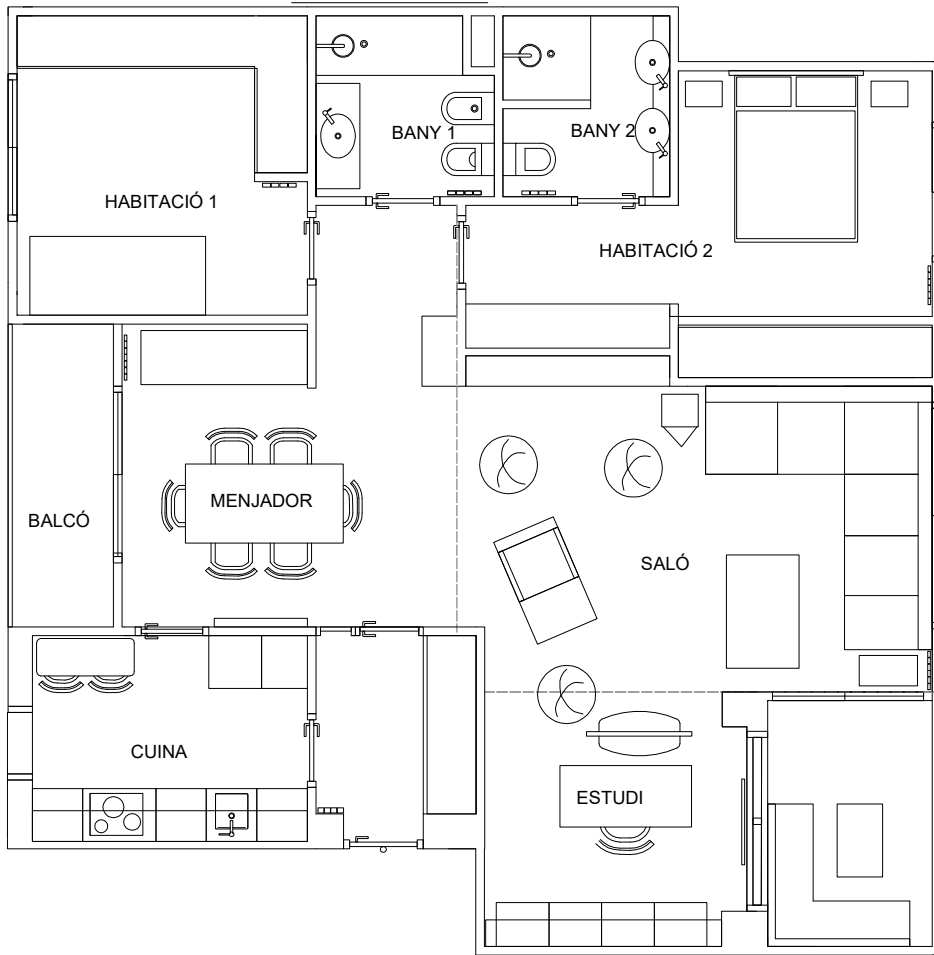 BANY 1
BANY 2
HABITACIÓ 1
HABITACIÓ 2
MENJADOR
BALCÓ
SALÓ
CUINA
ESTUDI